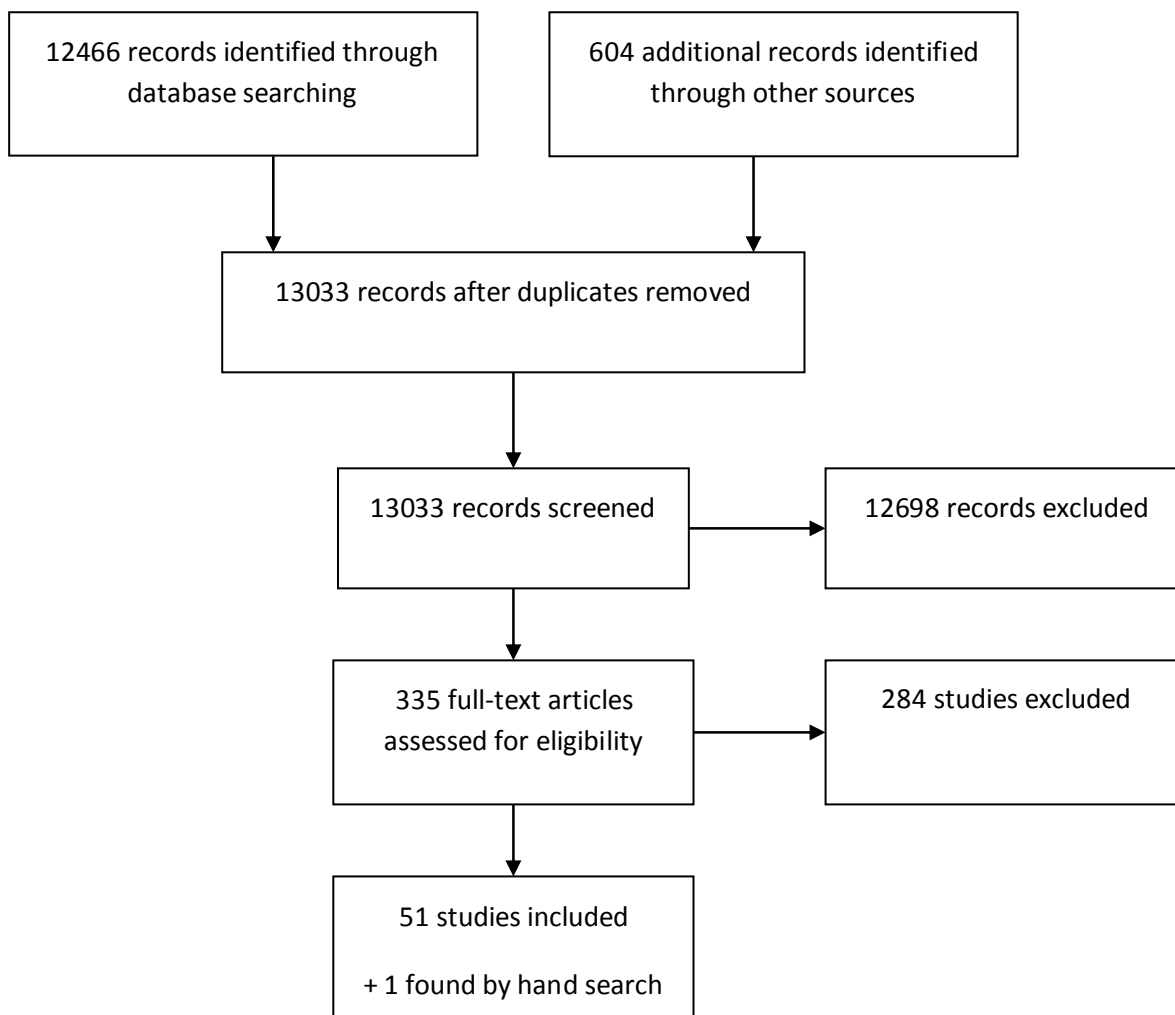 12466 records identified through
database searching
604 additional records identified
through other sources
13033 records after duplicates removed
13033 records screened
12698 records excluded
335 full-text articles
assessed for eligibility
284 studies excluded
51 studies included
+ 1 found by hand search